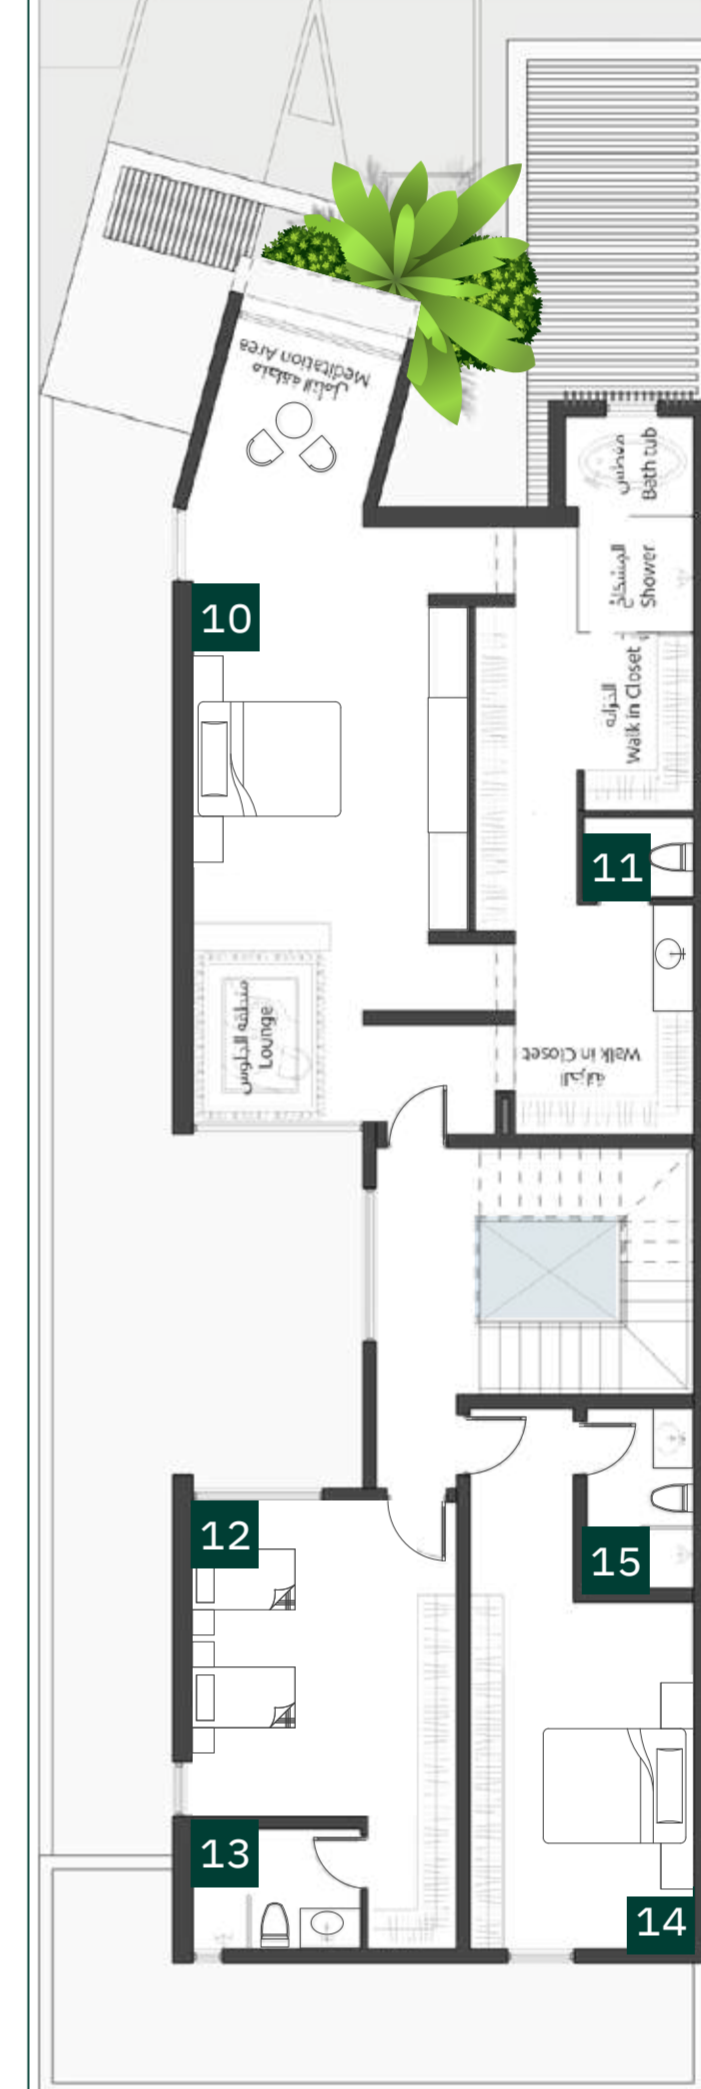 منطقة التأمل
Meditation Area
مغطس
Bath tub
Shower
10
الخزانة
Walk in Closet
11
منطقة الجلوس
Lounge
Walk in Closet
الخزانة
12
15
13
14